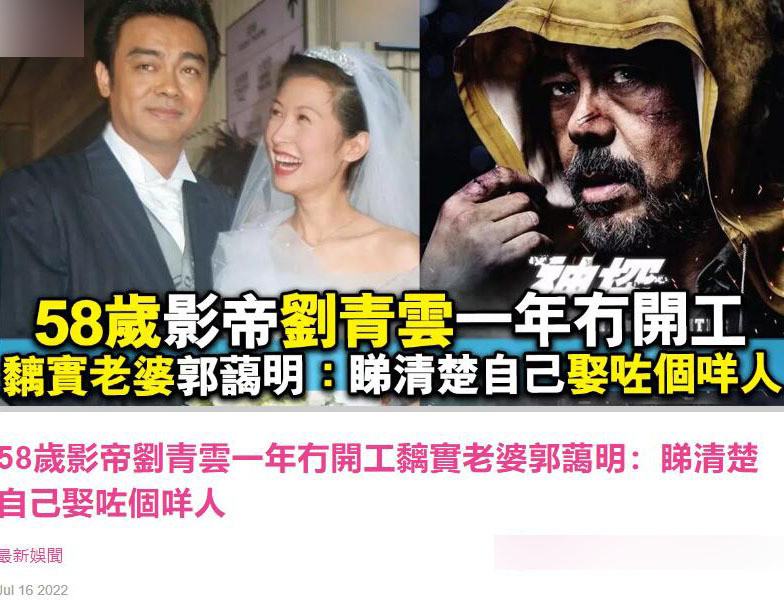 神探
58歲影帝劉青雲一年冇開工
黐實老婆郭藹明：睇清楚自己娶咗個咩人
58歲影帝劉青雲一年冇開工黐實老婆郭藹明：睇清楚
自己娶咗個咩人
最新娛聞
Jul 16 2022